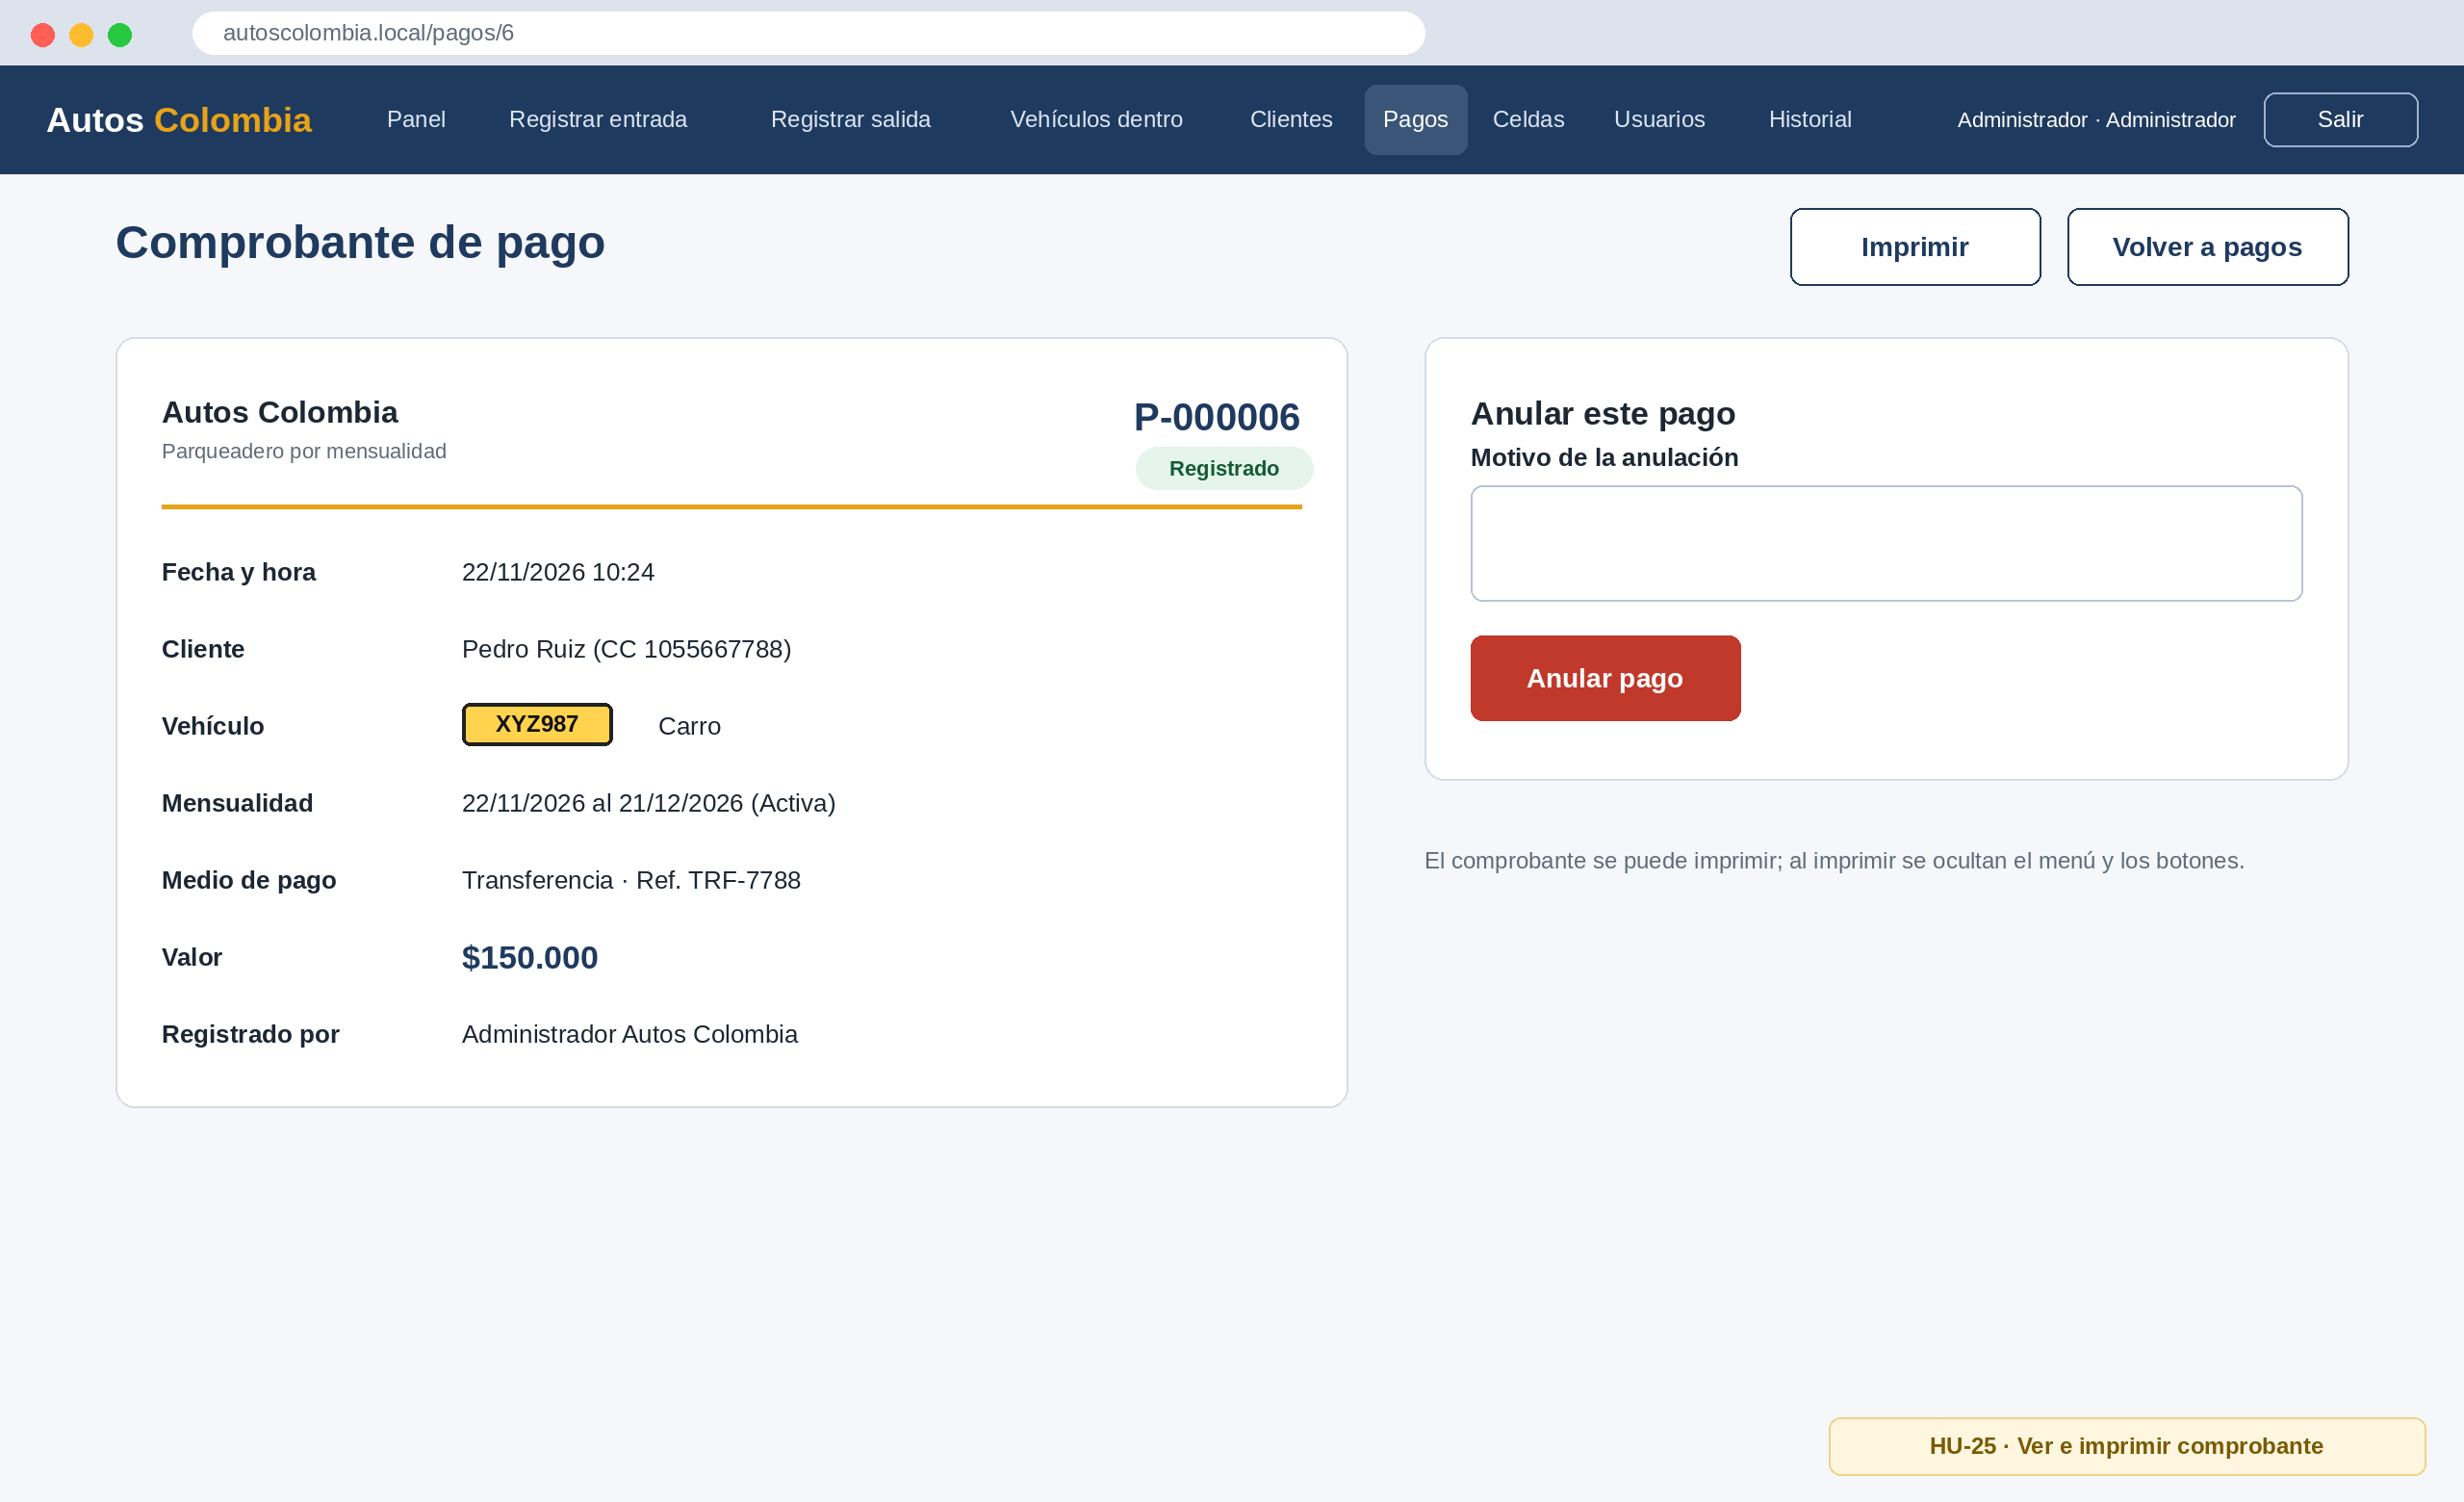 autoscolombia.local/pagos/6
Autos Colombia Panel Registrar entrada Registrar salida Vehículos dentro Clientes Pagos Celdas Usuarios Historial Administrador · Administrador Salir
Comprobante de pago
Imprimir Volver a pagos
Autos Colombia
Parqueadero por mensualidad
P-000006
Registrado
Fecha y hora 22/11/2026 10:24
Cliente Pedro Ruiz (CC 1055667788)
Vehículo XYZ987 Carro
Mensualidad 22/11/2026 al 21/12/2026 (Activa)
Medio de pago Transferencia · Ref. TRF-7788
Valor $150.000
Registrado por Administrador Autos Colombia
Anular este pago
Motivo de la anulación
Anular pago
El comprobante se puede imprimir; al imprimir se ocultan el menú y los botones.
HU-25 · Ver e imprimir comprobante